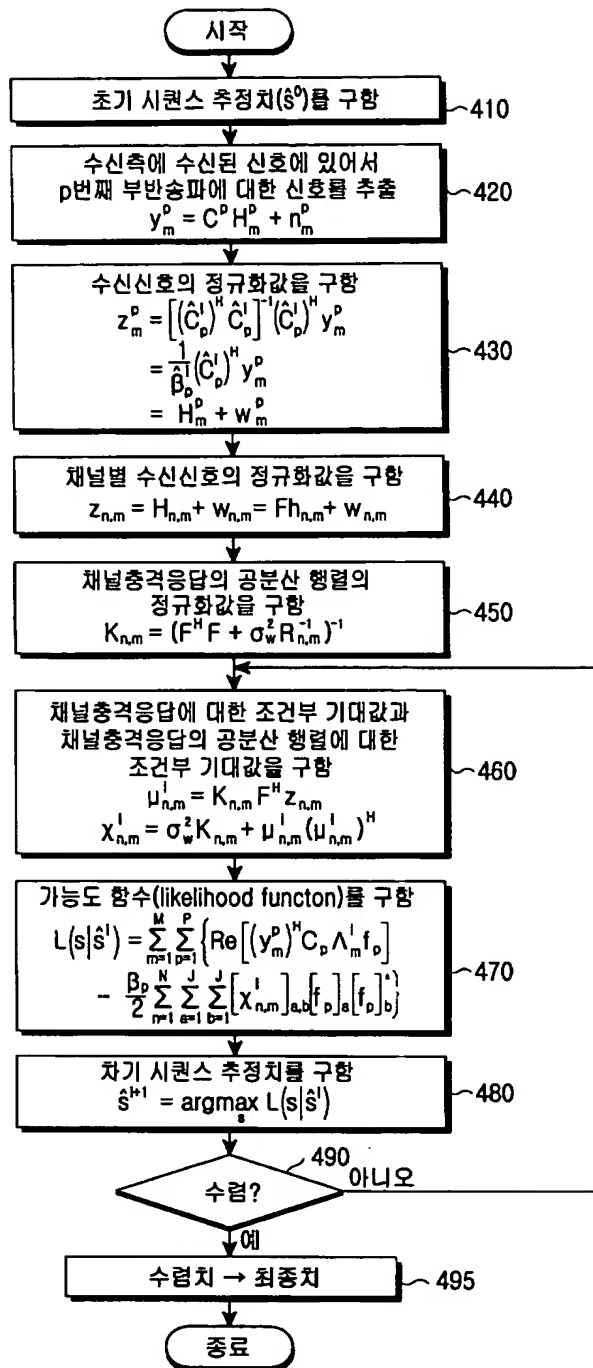 시작
초기 시퀀스 추정치(ŝ⁰)를 구함
410
수신측에 수신된 신호에 있어서
p번째 부반송파에 대한 신호를 추출
y_m^p = C^p H_m^p + n_m^p
420
수신신호의 정규화값을 구함
z_m^p = [(Ĉ_p^l)^H Ĉ_p^l]^{-1} (Ĉ_p^l)^H y_m^p
= 1/β̂_p^l (Ĉ_p^l)^H y_m^p
= H_m^p + w_m^p
430
채널별 수신신호의 정규화값을 구함
z_{n,m} = H_{n,m} + w_{n,m} = Fh_{n,m} + w_{n,m}
440
채널충격응답의 공분산 행렬의
정규화값을 구함
K_{n,m} = (F^H F + σ_w^2 R_{n,m}^{-1})^{-1}
450
채널충격응답에 대한 조건부 기대값과
채널충격응답의 공분산 행렬에 대한
조건부 기대값을 구함
μ_{n,m}^l = K_{n,m} F^H z_{n,m}
χ_{n,m}^l = σ_w^2 K_{n,m} + μ_{n,m}^l (μ_{n,m}^l)^H
460
가능도 함수(likelihood functon)를 구함
L(s|ŝ^l) = Σ_{m=1}^M Σ_{p=1}^P {Re[(y_m^p)^H C_p Λ_m^l f_p]
- β_p/2 Σ_{n=1}^N Σ_{a=1}^J Σ_{b=1}^J [χ_{n,m}^l]_{a,b} [f_p]_a [f_p]_b^*}
470
차기 시퀀스 추정치를 구함
ŝ^{l+1} = argmax_s L(s|ŝ^l)
480
490
수렴?
아니오
예
수렴치 → 최종치
495
종료